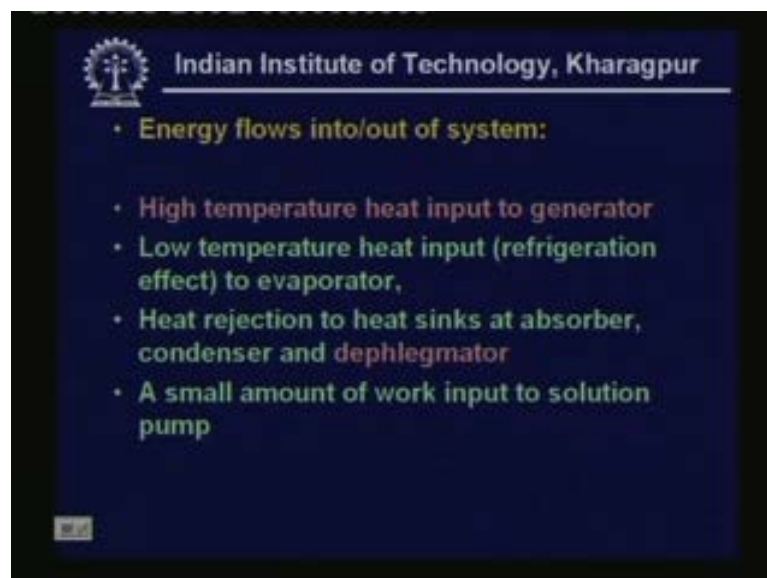 Indian Institute of Technology, Kharagpur
• Energy flows into/out of system:
• High temperature heat input to generator
• Low temperature heat input (refrigeration
effect) to evaporator,
• Heat rejection to heat sinks at absorber,
condenser and dephlegmator
• A small amount of work input to solution
pump